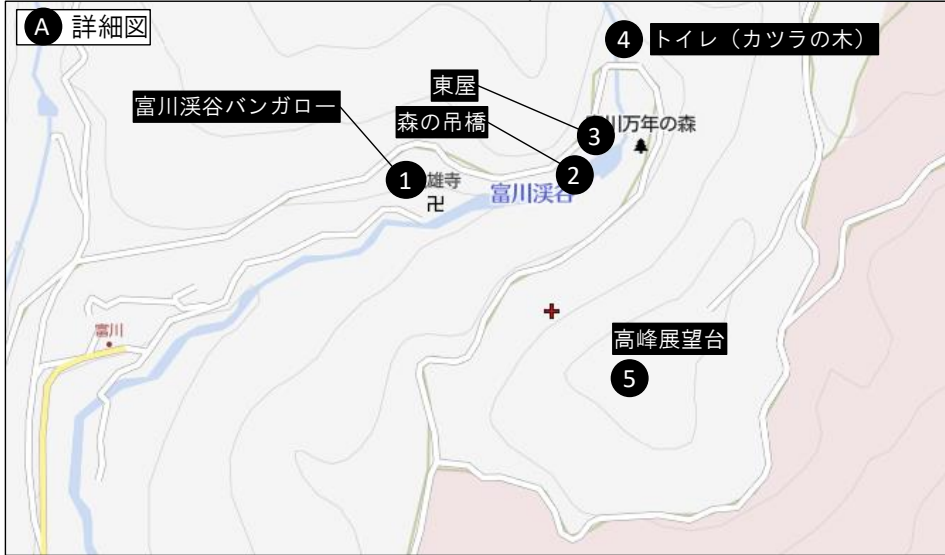 A 詳細図
4 トイレ（カツラの木）
東屋
富川渓谷バンガロー
森の吊橋
3
川万年の森
1
雄寺
卍
2
富川渓谷
富川
高峰展望台
5